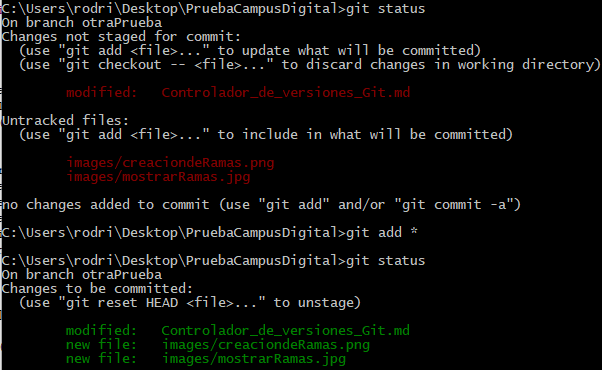 C:\Users\rodri\Desktop\PruebaCampusDigital>git status
On branch otraPrueba
Changes not staged for commit:
  (use "git add <file>..." to update what will be committed)
  (use "git checkout -- <file>..." to discard changes in working directory)
        modified:   Controlador_de_versiones_Git.md
Untracked files:
  (use "git add <file>..." to include in what will be committed)
        images/creaciondeRamas.png
        images/mostrarRamas.jpg
no changes added to commit (use "git add" and/or "git commit -a")
C:\Users\rodri\Desktop\PruebaCampusDigital>git add *
C:\Users\rodri\Desktop\PruebaCampusDigital>git status
On branch otraPrueba
Changes to be committed:
  (use "git reset HEAD <file>..." to unstage)
        modified:   Controlador_de_versiones_Git.md
        new file:   images/creaciondeRamas.png
        new file:   images/mostrarRamas.jpg